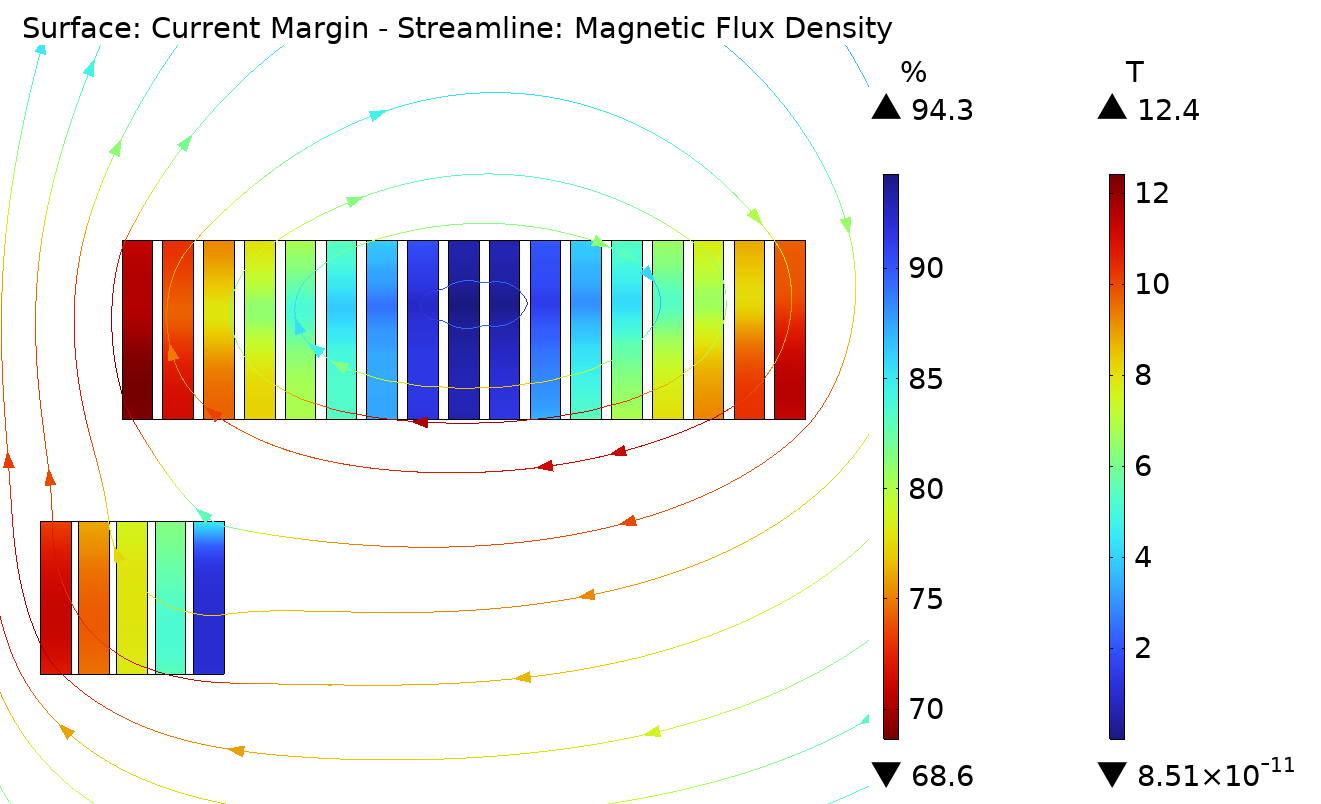 Surface: Current Margin - Streamline: Magnetic Flux Density
% T
▲ 94.3 ▲ 12.4
12
90 10
85 8
80 6
4
75
2
70
▼ 68.6 ▼ 8.51×10⁻¹¹